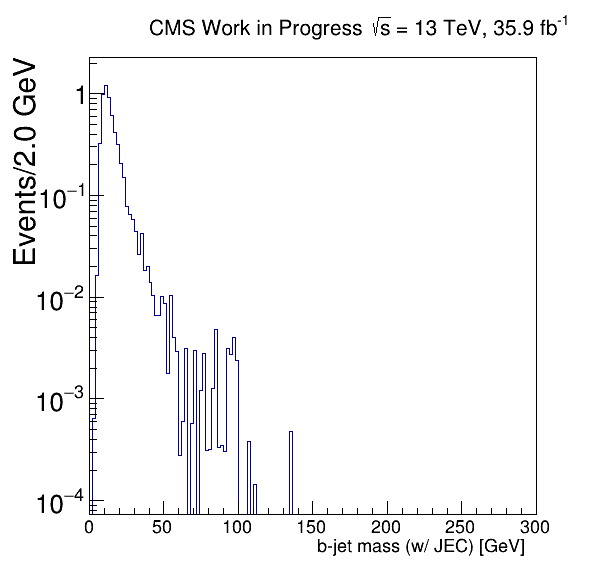 CMS Work in Progress √s = 13 TeV, 35.9 fb⁻¹
Events/2.0 GeV
1
10⁻¹
10⁻²
10⁻³
10⁻⁴
0 50 100 150 200 250 300
b-jet mass (w/ JEC) [GeV]